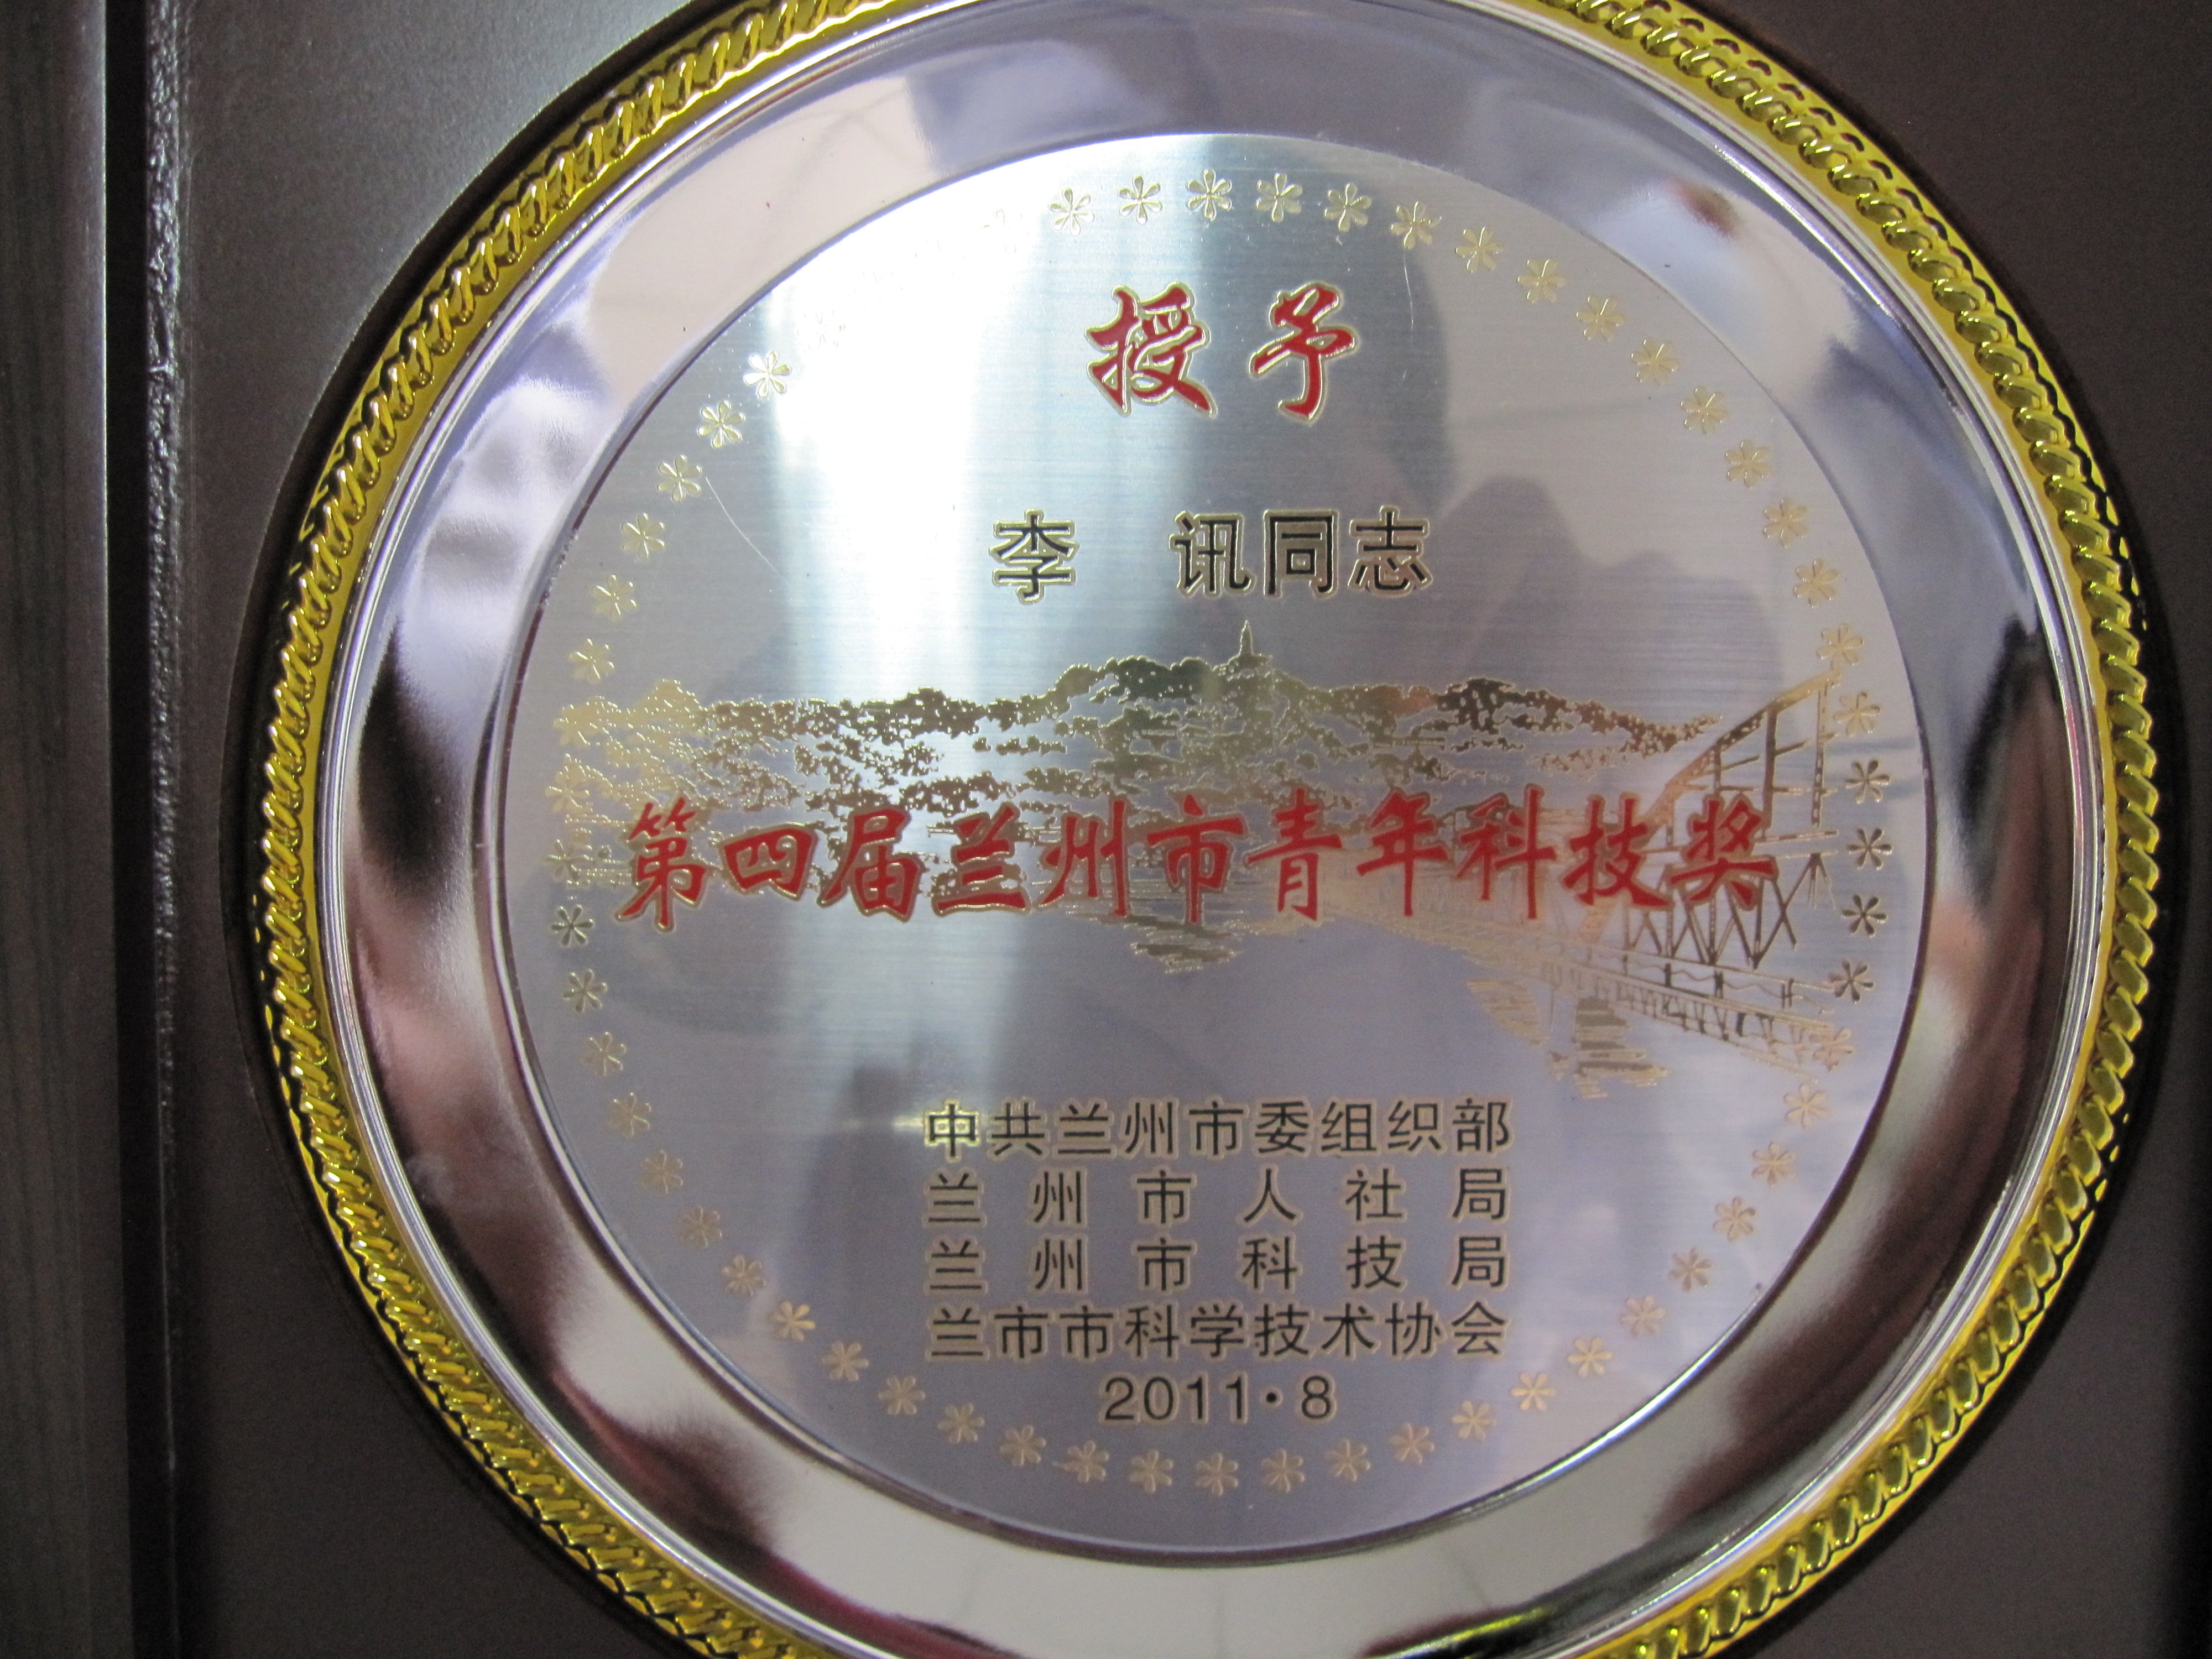 授予
李 讯同志
第四届兰州市青年科技奖
中共兰州市委组织部
兰州市人社局
兰州市科技局
兰市市科学技术协会
2011·8